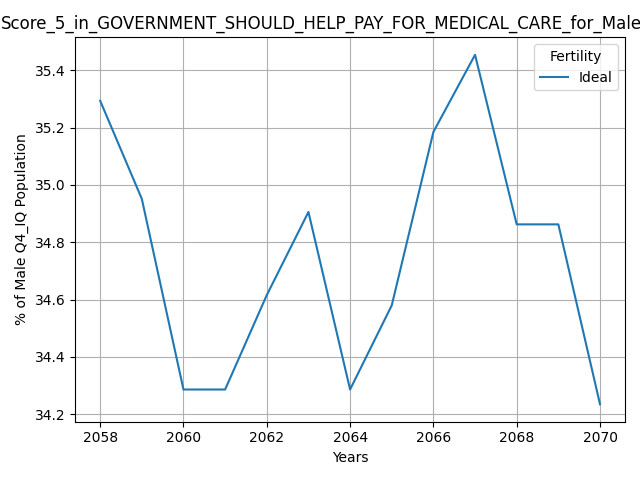 Score_5_in_GOVERNMENT_SHOULD_HELP_PAY_FOR_MEDICAL_CARE_for_Male
% of Male Q4_IQ Population
35.4
35.2
35.0
34.8
34.6
34.4
34.2
Fertility
Ideal
2058
2060
2062
2064
2066
2068
2070
Years